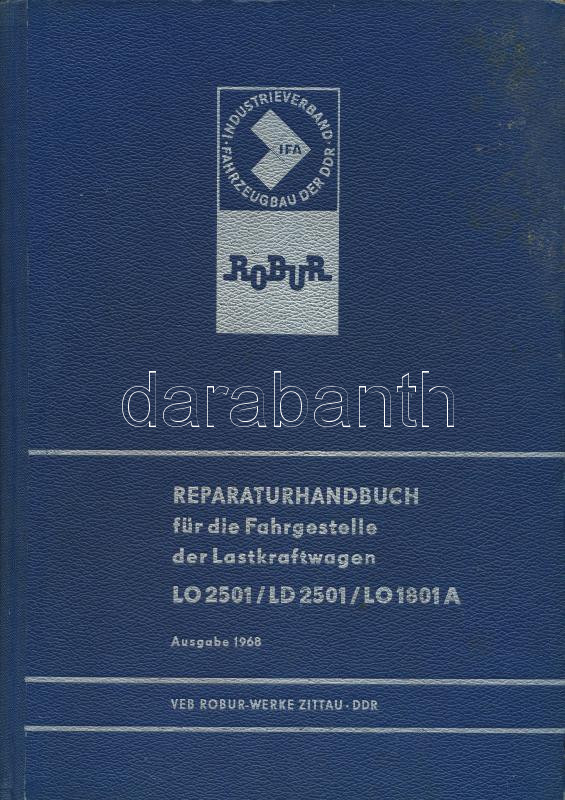 INDUSTRIEVERBAND · FAHRZEUGBAU DER DDR ·
IFA
ROBUR
darabanth
REPARATURHANDBUCH
für die Fahrgestelle
der Lastkraftwagen
LO 2501 / LD 2501 / LO 1801 A
Ausgabe 1968
VEB ROBUR-WERKE ZITTAU · DDR